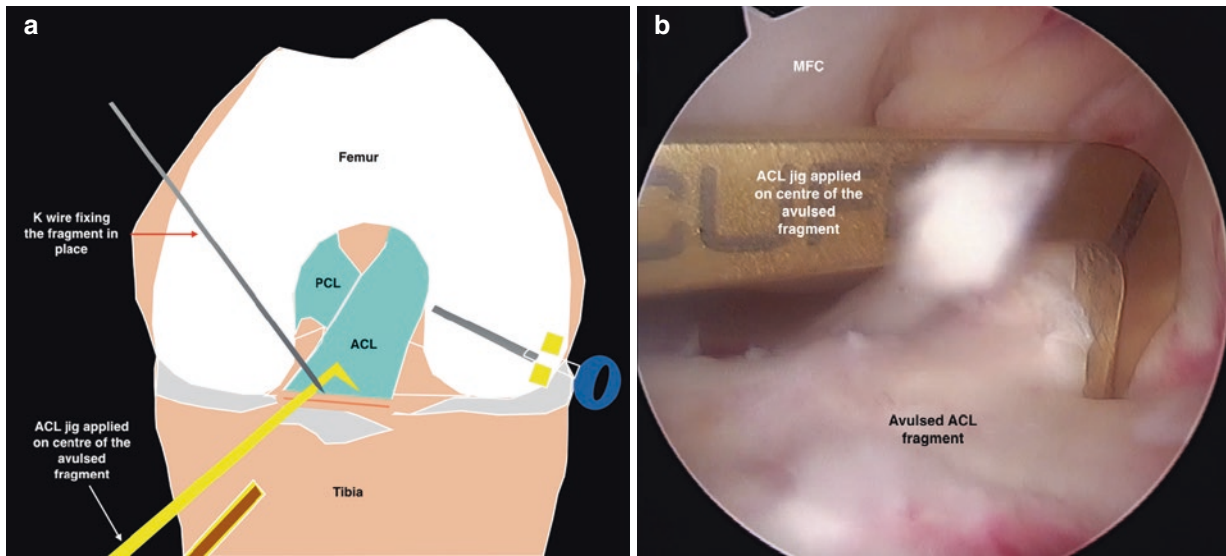 a
Femur
K wire fixing
the fragment in
place
PCL
ACL
ACL jig applied
on centre of the
avulsed
fragment
Tibia
b
MFC
ACL jig applied
on centre of the
avulsed
fragment
Avulsed ACL
fragment